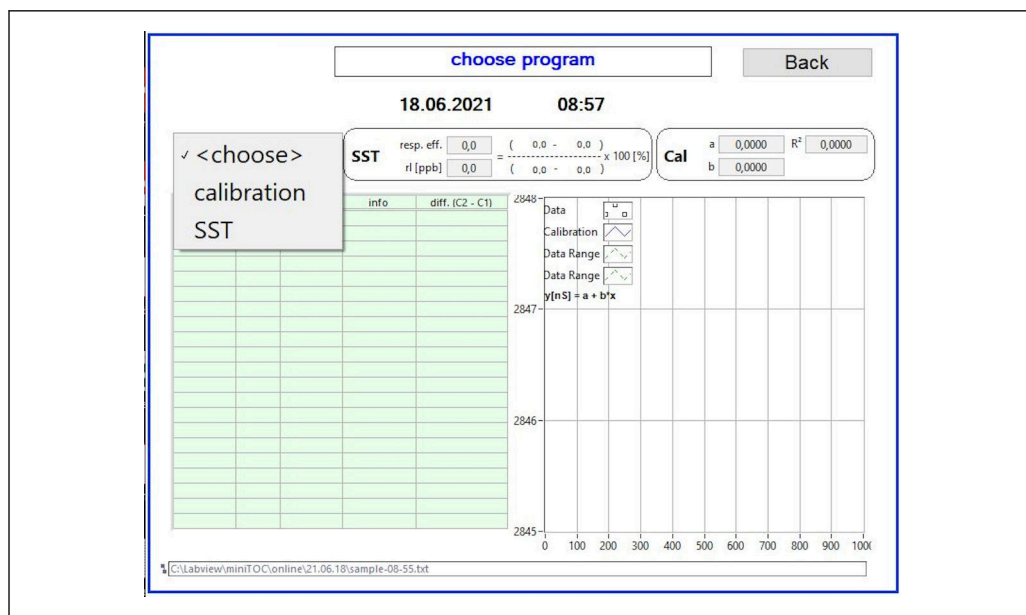 choose program
Back
18.06.2021 08:57
✓ <choose>
calibration
SST
SST
resp. eff. 0,0
rl [ppb] 0,0
=
( 0,0 - 0,0 )
---------------------- x 100 [%]
( 0,0 - 0,0 )
Cal
a 0,0000 R² 0,0000
b 0,0000
info diff. (C2 - C1)
2848
Data
Calibration
Data Range
Data Range
y[nS] = a + b*x
2847
2846
2845
0 100 200 300 400 500 600 700 800 900 1000
C:\Labview\miniTOC\online\21.06.18\sample-08-55.txt